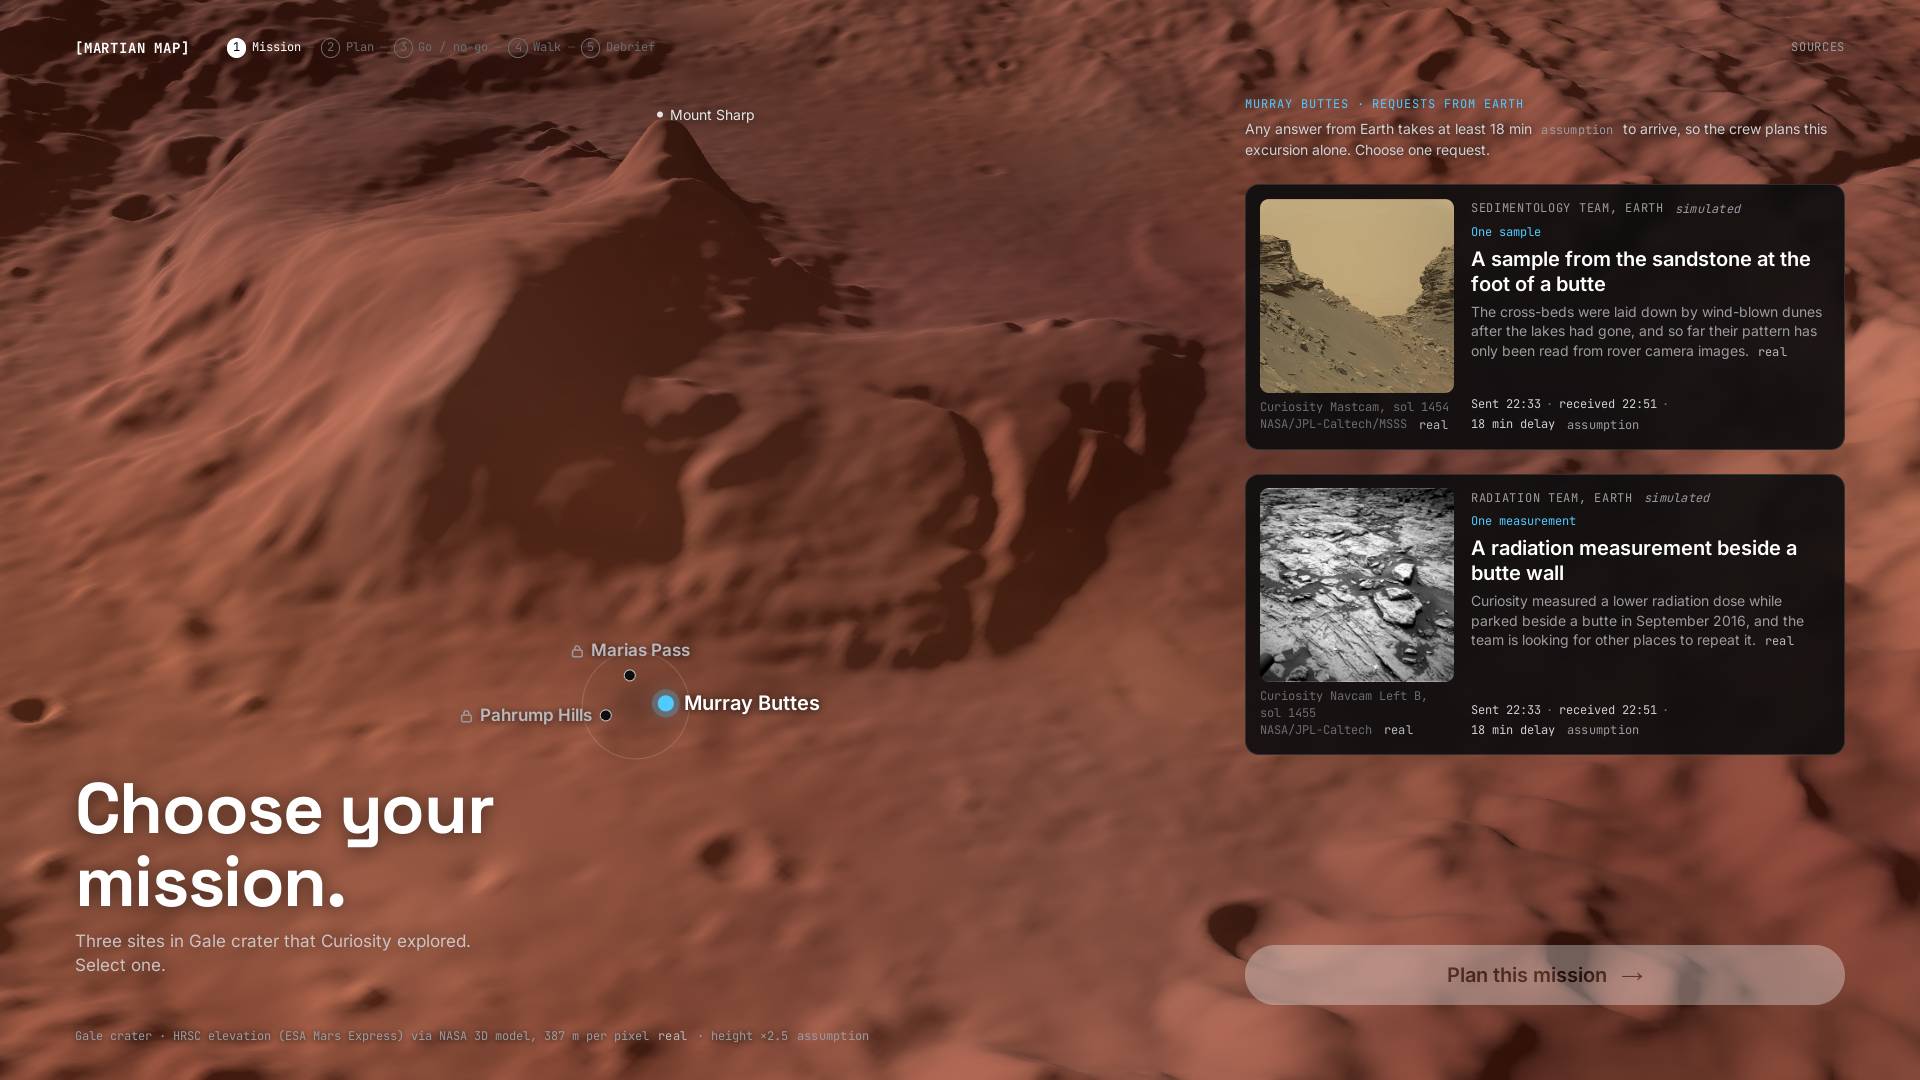 [MARTIAN MAP]
1 Mission — 2 Plan — 3 Go / no-go — 4 Walk — 5 Debrief
SOURCES
Mount Sharp
Marias Pass
Murray Buttes
Pahrump Hills
Choose your
mission.
Three sites in Gale crater that Curiosity explored.
Select one.
Gale crater · HRSC elevation (ESA Mars Express) via NASA 3D model, 387 m per pixel real · height ×2.5 assumption
MURRAY BUTTES · REQUESTS FROM EARTH
Any answer from Earth takes at least 18 min assumption to arrive, so the crew plans this
excursion alone. Choose one request.
SEDIMENTOLOGY TEAM, EARTH simulated
One sample
A sample from the sandstone at the
foot of a butte
The cross-beds were laid down by wind-blown dunes
after the lakes had gone, and so far their pattern has
only been read from rover camera images. real
Curiosity Mastcam, sol 1454
NASA/JPL-Caltech/MSSS real
Sent 22:33 · received 22:51 ·
18 min delay assumption
RADIATION TEAM, EARTH simulated
One measurement
A radiation measurement beside a
butte wall
Curiosity measured a lower radiation dose while
parked beside a butte in September 2016, and the
team is looking for other places to repeat it. real
Curiosity Navcam Left B,
sol 1455
NASA/JPL-Caltech real
Sent 22:33 · received 22:51 ·
18 min delay assumption
Plan this mission →